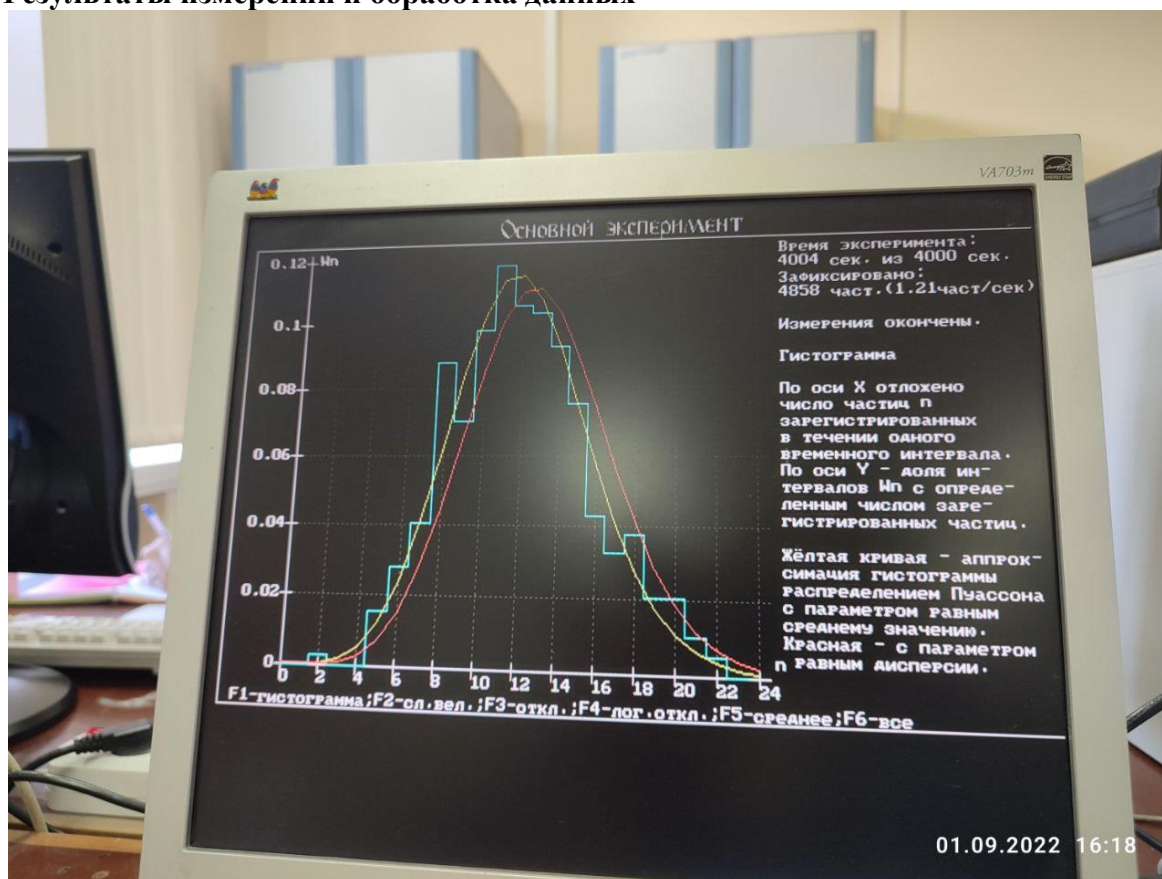 Результаты измерений и обработка данных
VA703m
Основной эксперимент
0.12 Wn
0.1
0.08
0.06
0.04
0.02
0
0 2 4 6 8 10 12 14 16 18 20 22 24
n
Время эксперимента:
4004 сек. из 4000 сек.
Зафиксировано:
4858 част.(1.21част/сек)
Измерения окончены.
Гистограмма
По оси X отложено
число частиц n
зарегистрированных
в течении одного
временного интервала.
По оси Y - доля ин-
тервалов Wn с опреде-
ленным числом заре-
гистрированных частиц.
Жёлтая кривая - аппрок-
симация гистограммы
распределением Пуассона
с параметром равным
среднему значению.
Красная - с параметром
равным дисперсии.
F1-гистограмма;F2-сл.вел.;F3-откл.;F4-лог.откл.;F5-среднее;F6-все
01.09.2022 16:18